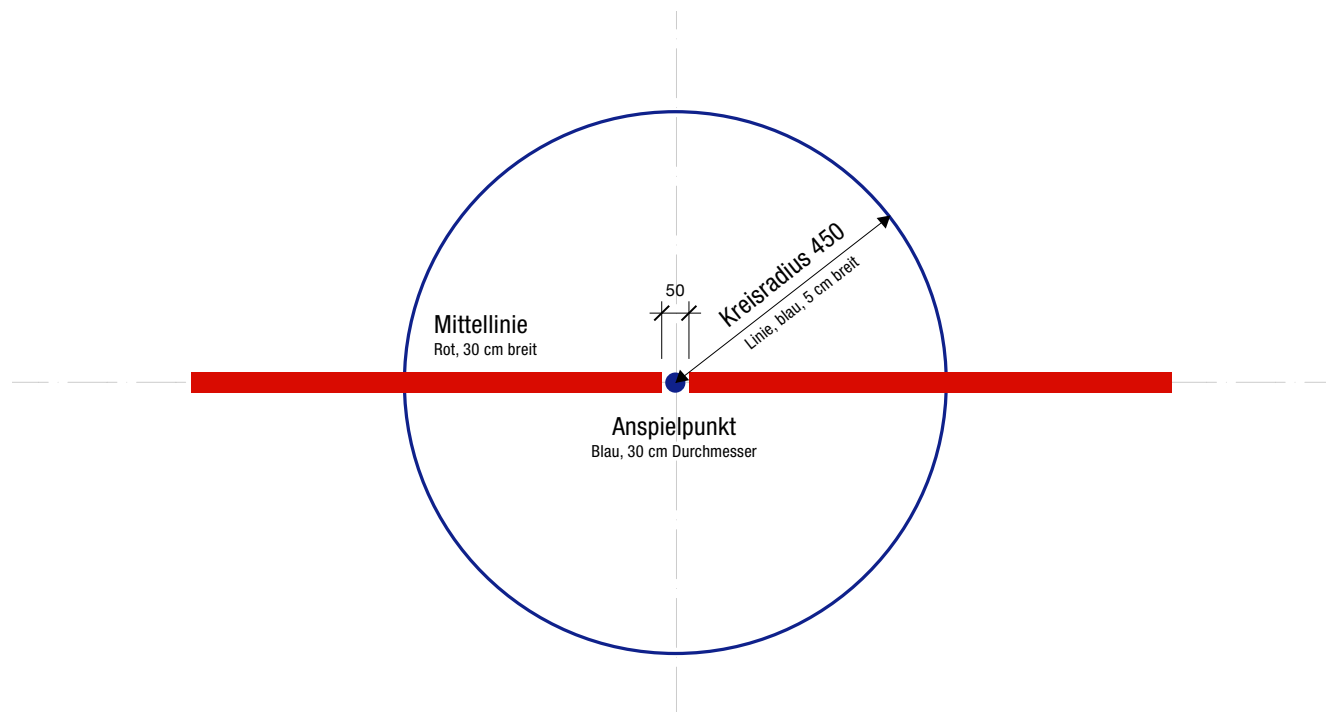 50
Kreisradius 450
Linie, blau, 5 cm breit
Mittellinie
Rot, 30 cm breit
Anspielpunkt
Blau, 30 cm Durchmesser